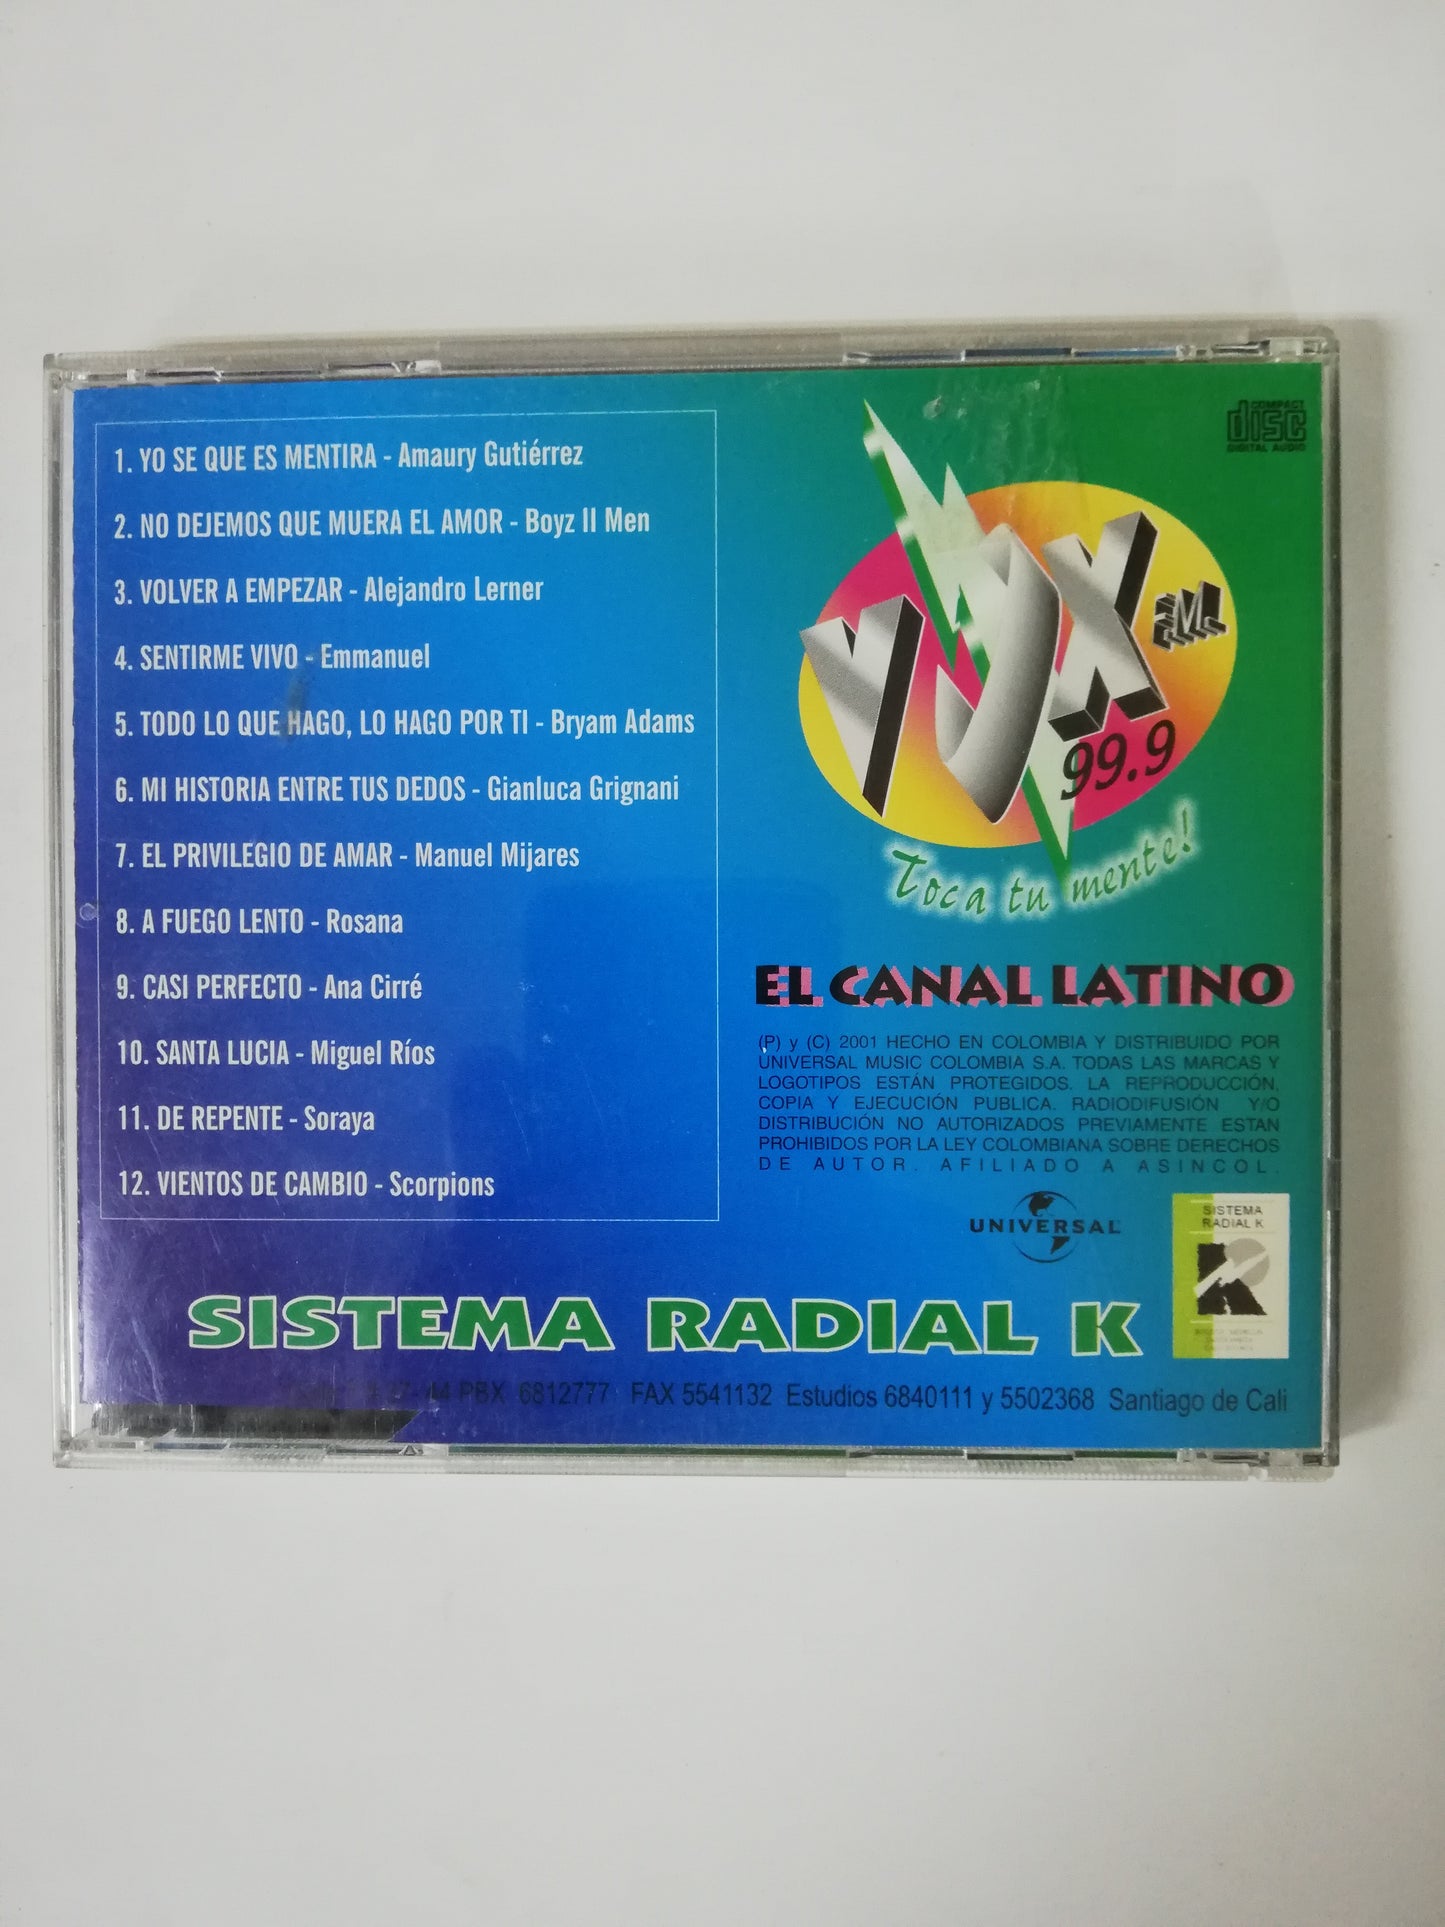 1. YO SE QUE ES MENTIRA - Amaury Gutiérrez
2. NO DEJEMOS QUE MUERA EL AMOR - Boyz II Men
3. VOLVER A EMPEZAR - Alejandro Lerner
4. SENTIRME VIVO - Emmanuel
5. TODO LO QUE HAGO, LO HAGO POR TI - Bryam Adams
6. MI HISTORIA ENTRE TUS DEDOS - Gianluca Grignani
7. EL PRIVILEGIO DE AMAR - Manuel Mijares
8. A FUEGO LENTO - Rosana
9. CASI PERFECTO - Ana Cirré
10. SANTA LUCIA - Miguel Ríos
11. DE REPENTE - Soraya
12. VIENTOS DE CAMBIO - Scorpions
COMPACT
disc
DIGITAL AUDIO
99.9
Toca tu mente!
EL CANAL LATINO
(P) y (C) 2001 HECHO EN COLOMBIA Y DISTRIBUIDO POR
UNIVERSAL MUSIC COLOMBIA S.A. TODAS LAS MARCAS Y
LOGOTIPOS ESTÁN PROTEGIDOS. LA REPRODUCCIÓN,
COPIA Y EJECUCIÓN PUBLICA. RADIODIFUSIÓN Y/O
DISTRIBUCIÓN NO AUTORIZADOS PREVIAMENTE ESTAN
PROHIBIDOS POR LA LEY COLOMBIANA SOBRE DERECHOS
DE AUTOR. AFILIADO A ASINCOL.
UNIVERSAL
SISTEMA
RADIAL K
K
SISTEMA RADIAL K
44 PBX 6812777 FAX 5541132 Estudios 6840111 y 5502368 Santiago de Cali